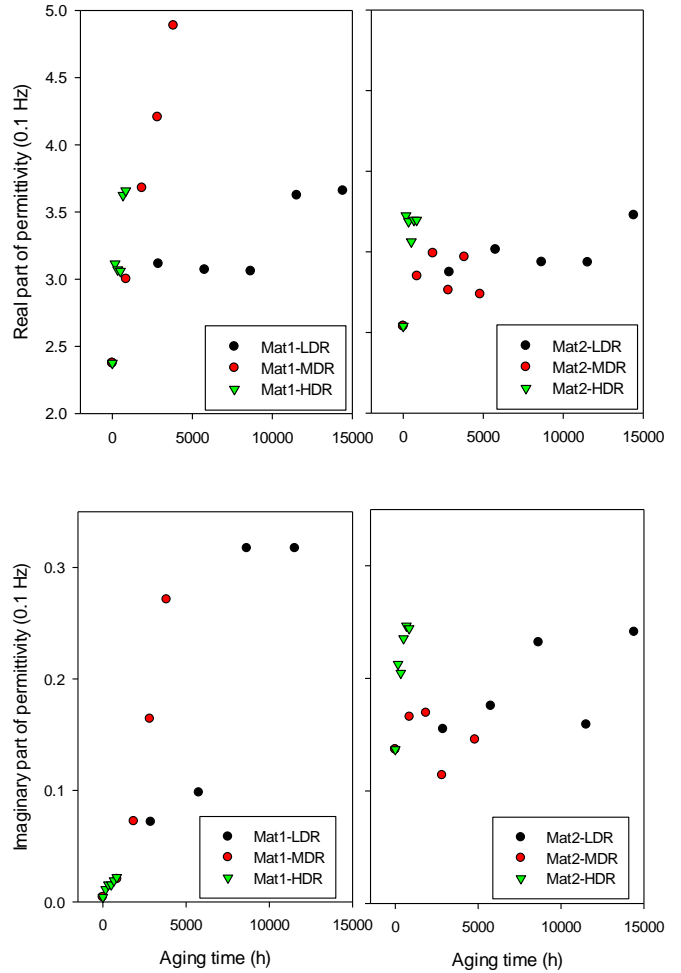 Real part of permittivity (0.1 Hz)
5.0
4.5
4.0
3.5
3.0
2.5
2.0
Mat1-LDR
Mat1-MDR
Mat1-HDR
0 5000 10000 15000
Mat2-LDR
Mat2-MDR
Mat2-HDR
0 5000 10000 15000
Imaginary part of permittivity (0.1 Hz)
0.3
0.2
0.1
0.0
Mat1-LDR
Mat1-MDR
Mat1-HDR
0 5000 10000 15000
Aging time (h)
Mat2-LDR
Mat2-MDR
Mat2-HDR
0 5000 10000 15000
Aging time (h)